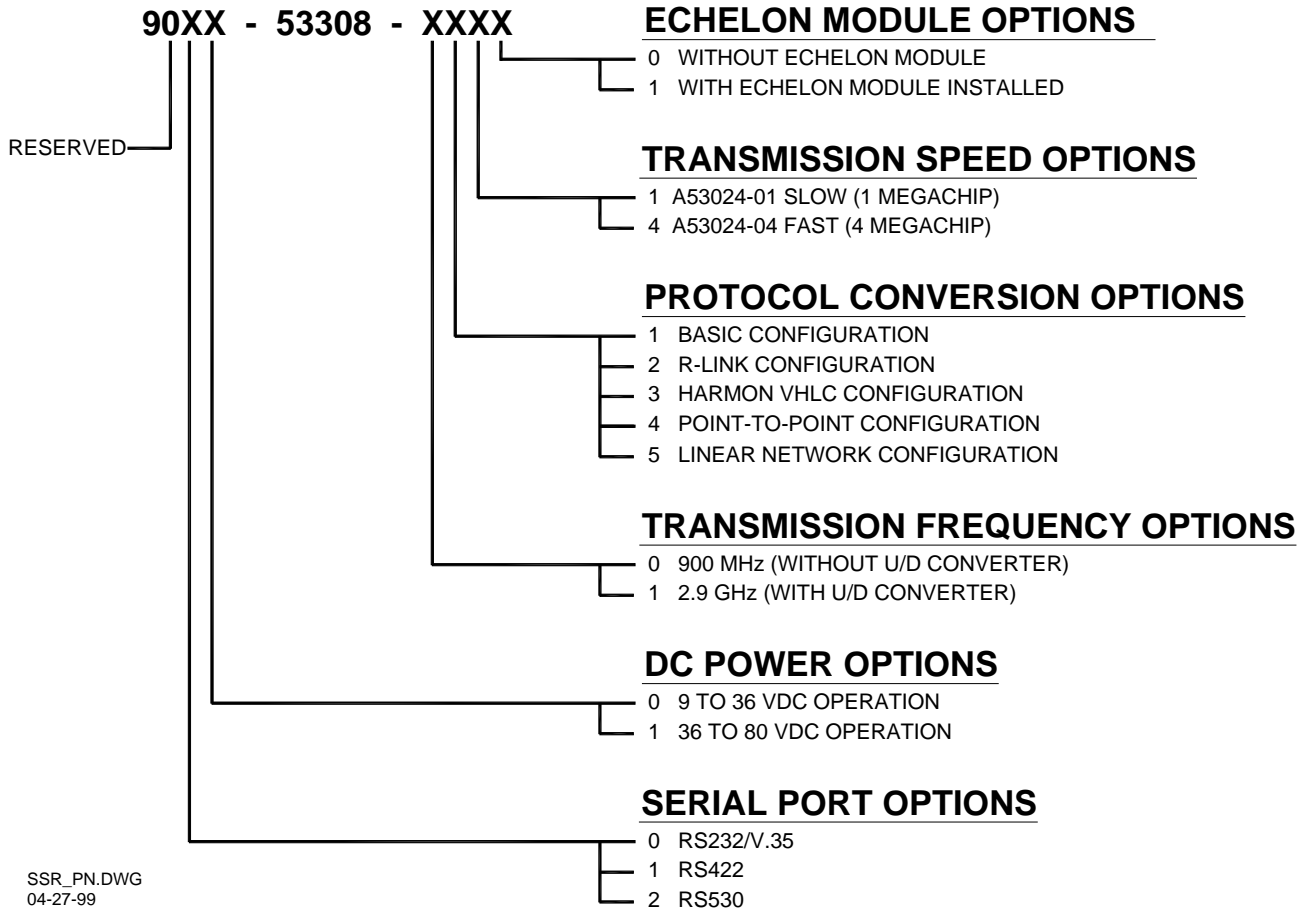 90XX - 53308 - XXXX
RESERVED
ECHELON MODULE OPTIONS
0 WITHOUT ECHELON MODULE
1 WITH ECHELON MODULE INSTALLED
TRANSMISSION SPEED OPTIONS
1 A53024-01 SLOW (1 MEGACHIP)
4 A53024-04 FAST (4 MEGACHIP)
PROTOCOL CONVERSION OPTIONS
1 BASIC CONFIGURATION
2 R-LINK CONFIGURATION
3 HARMON VHLC CONFIGURATION
4 POINT-TO-POINT CONFIGURATION
5 LINEAR NETWORK CONFIGURATION
TRANSMISSION FREQUENCY OPTIONS
0 900 MHz (WITHOUT U/D CONVERTER)
1 2.9 GHz (WITH U/D CONVERTER)
DC POWER OPTIONS
0 9 TO 36 VDC OPERATION
1 36 TO 80 VDC OPERATION
SERIAL PORT OPTIONS
0 RS232/V.35
1 RS422
2 RS530
SSR_PN.DWG
04-27-99